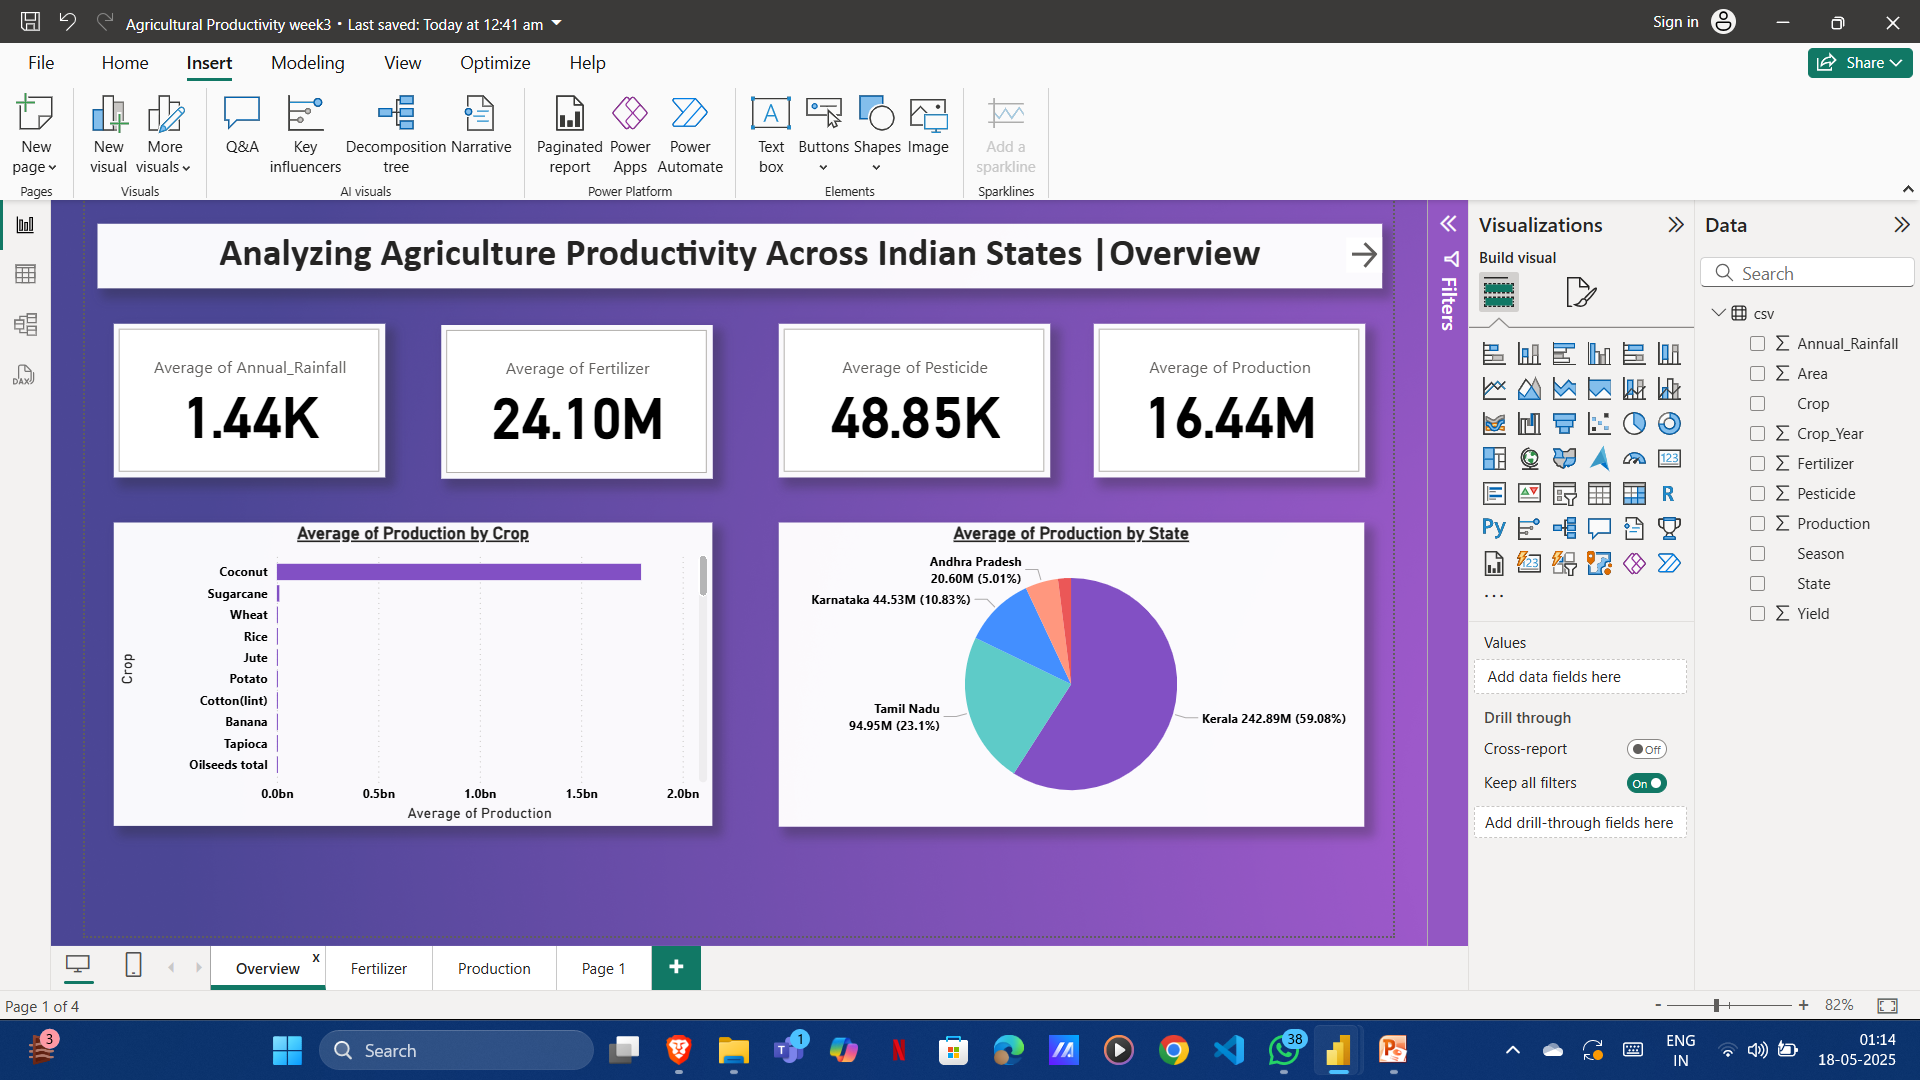 Agricultural Productivity week3 • Last saved: Today at 12:41 am
Sign in
File Home Insert Modeling View Optimize Help
Share
New page
New visual
More visuals
Q&A
Key influencers
Decomposition tree
Narrative
Paginated report
Power Apps
Power Automate
Text box
Buttons
Shapes
Image
Add a sparkline
Pages
Visuals
AI visuals
Power Platform
Elements
Sparklines
Analyzing Agriculture Productivity Across Indian States |Overview
Average of Annual_Rainfall
1.44K
Average of Fertilizer
24.10M
Average of Pesticide
48.85K
Average of Production
16.44M
Average of Production by Crop
Crop
Coconut
Sugarcane
Wheat
Rice
Jute
Potato
Cotton(lint)
Banana
Tapioca
Oilseeds total
0.0bn 0.5bn 1.0bn 1.5bn 2.0bn
Average of Production
Average of Production by State
Andhra Pradesh
20.60M (5.01%)
Karnataka 44.53M (10.83%)
Tamil Nadu
94.95M (23.1%)
Kerala 242.89M (59.08%)
Filters
Visualizations
Build visual
123
R
Py
123
Values
Add data fields here
Drill through
Cross-report
Off
Keep all filters
On
Add drill-through fields here
Data
Search
csv
Annual_Rainfall
Area
Crop
Crop_Year
Fertilizer
Pesticide
Production
Season
State
Yield
DAX
Overview x
Fertilizer
Production
Page 1
+
Page 1 of 4
- + 82%
3
Search
1
38
ENG
IN
01:14
18-05-2025